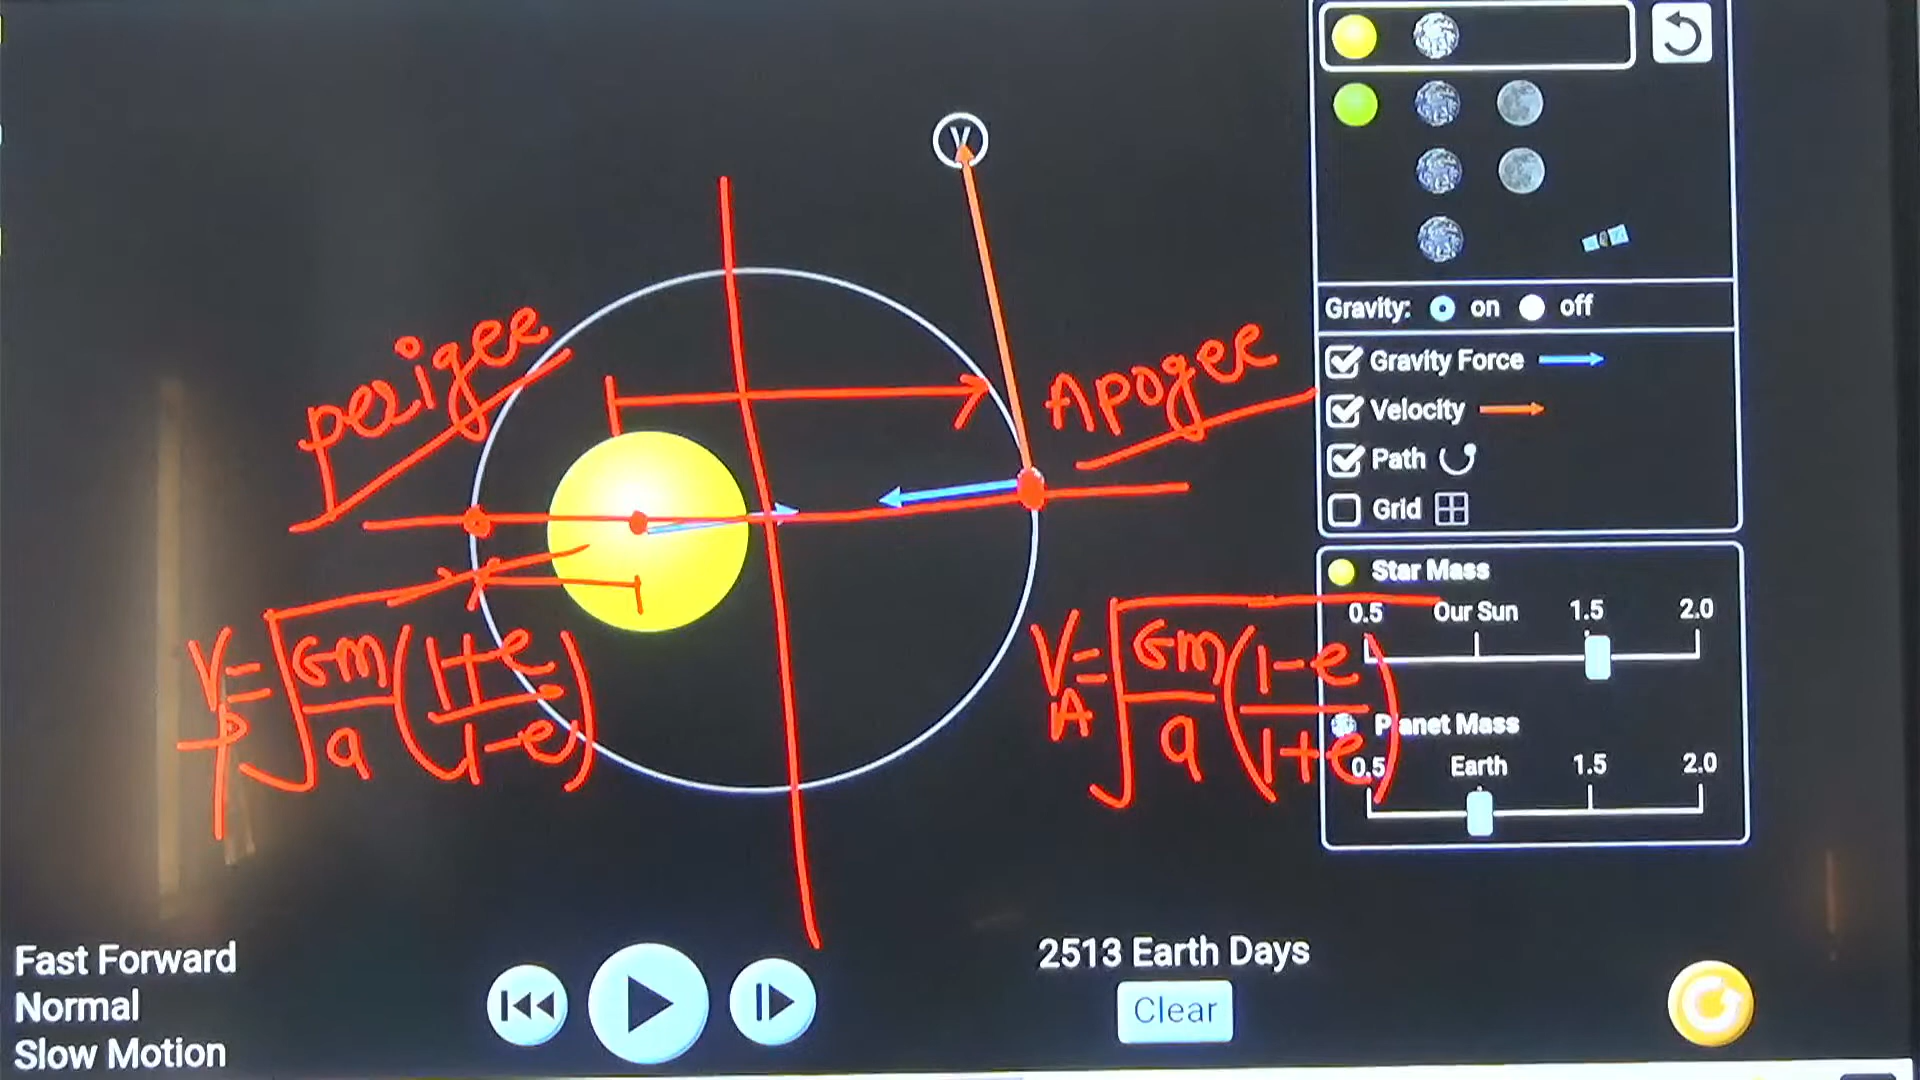 V
Gravity: on off
Gravity Force
Velocity
Path
Grid
perigee
Apogee
Star Mass
0.5 Our Sun 1.5 2.0
Planet Mass
0.5 Earth 1.5 2.0
V_P = √(GM/a (1+e/1-e))
V_A = √(GM/a (1-e/1+e))
2513 Earth Days
Clear
Fast Forward
Normal
Slow Motion